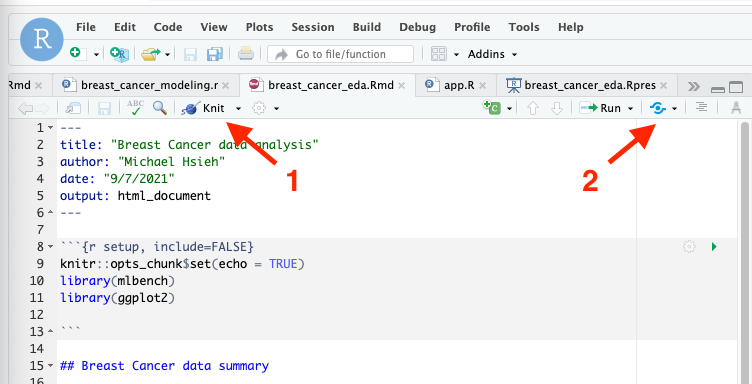 File Edit Code View Plots Session Build Debug Profile Tools Help
R
Go to file/function Addins
Rmd breast_cancer_modeling.r breast_cancer_eda.Rmd app.R breast_cancer_eda.Rpres
ABC Knit C Run A
1 ---
2 title: "Breast Cancer data analysis"
3 author: "Michael Hsieh"
4 date: "9/7/2021"
5 output: html_document
6 ---
7
8 ```{r setup, include=FALSE}
9 knitr::opts_chunk$set(echo = TRUE)
10 library(mlbench)
11 library(ggplot2)
12
13 ```
14
15 ## Breast Cancer data summary
16
1
2